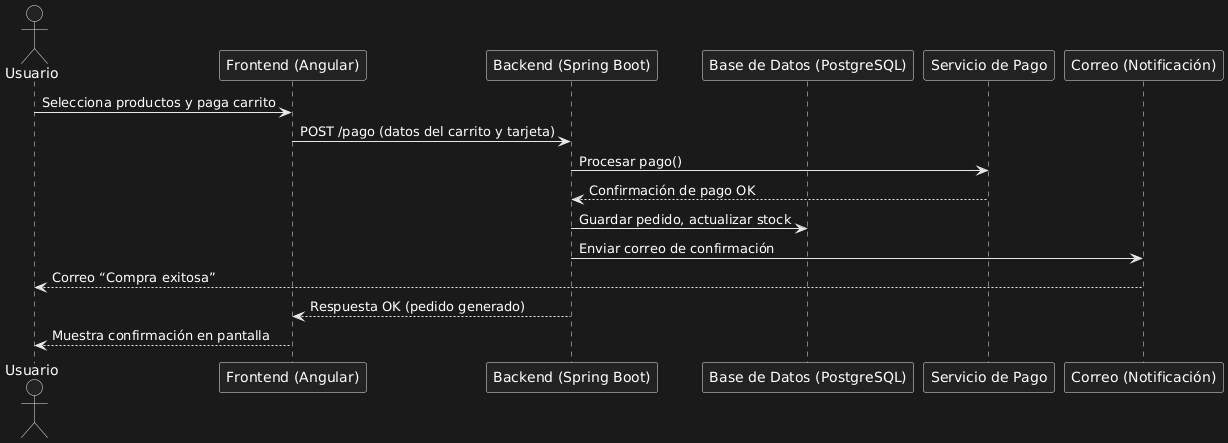 Usuario
Frontend (Angular)
Backend (Spring Boot)
Base de Datos (PostgreSQL)
Servicio de Pago
Correo (Notificación)
Selecciona productos y paga carrito
POST /pago (datos del carrito y tarjeta)
Procesar pago()
Confirmación de pago OK
Guardar pedido, actualizar stock
Enviar correo de confirmación
Correo “Compra exitosa”
Respuesta OK (pedido generado)
Muestra confirmación en pantalla
Usuario
Frontend (Angular)
Backend (Spring Boot)
Base de Datos (PostgreSQL)
Servicio de Pago
Correo (Notificación)